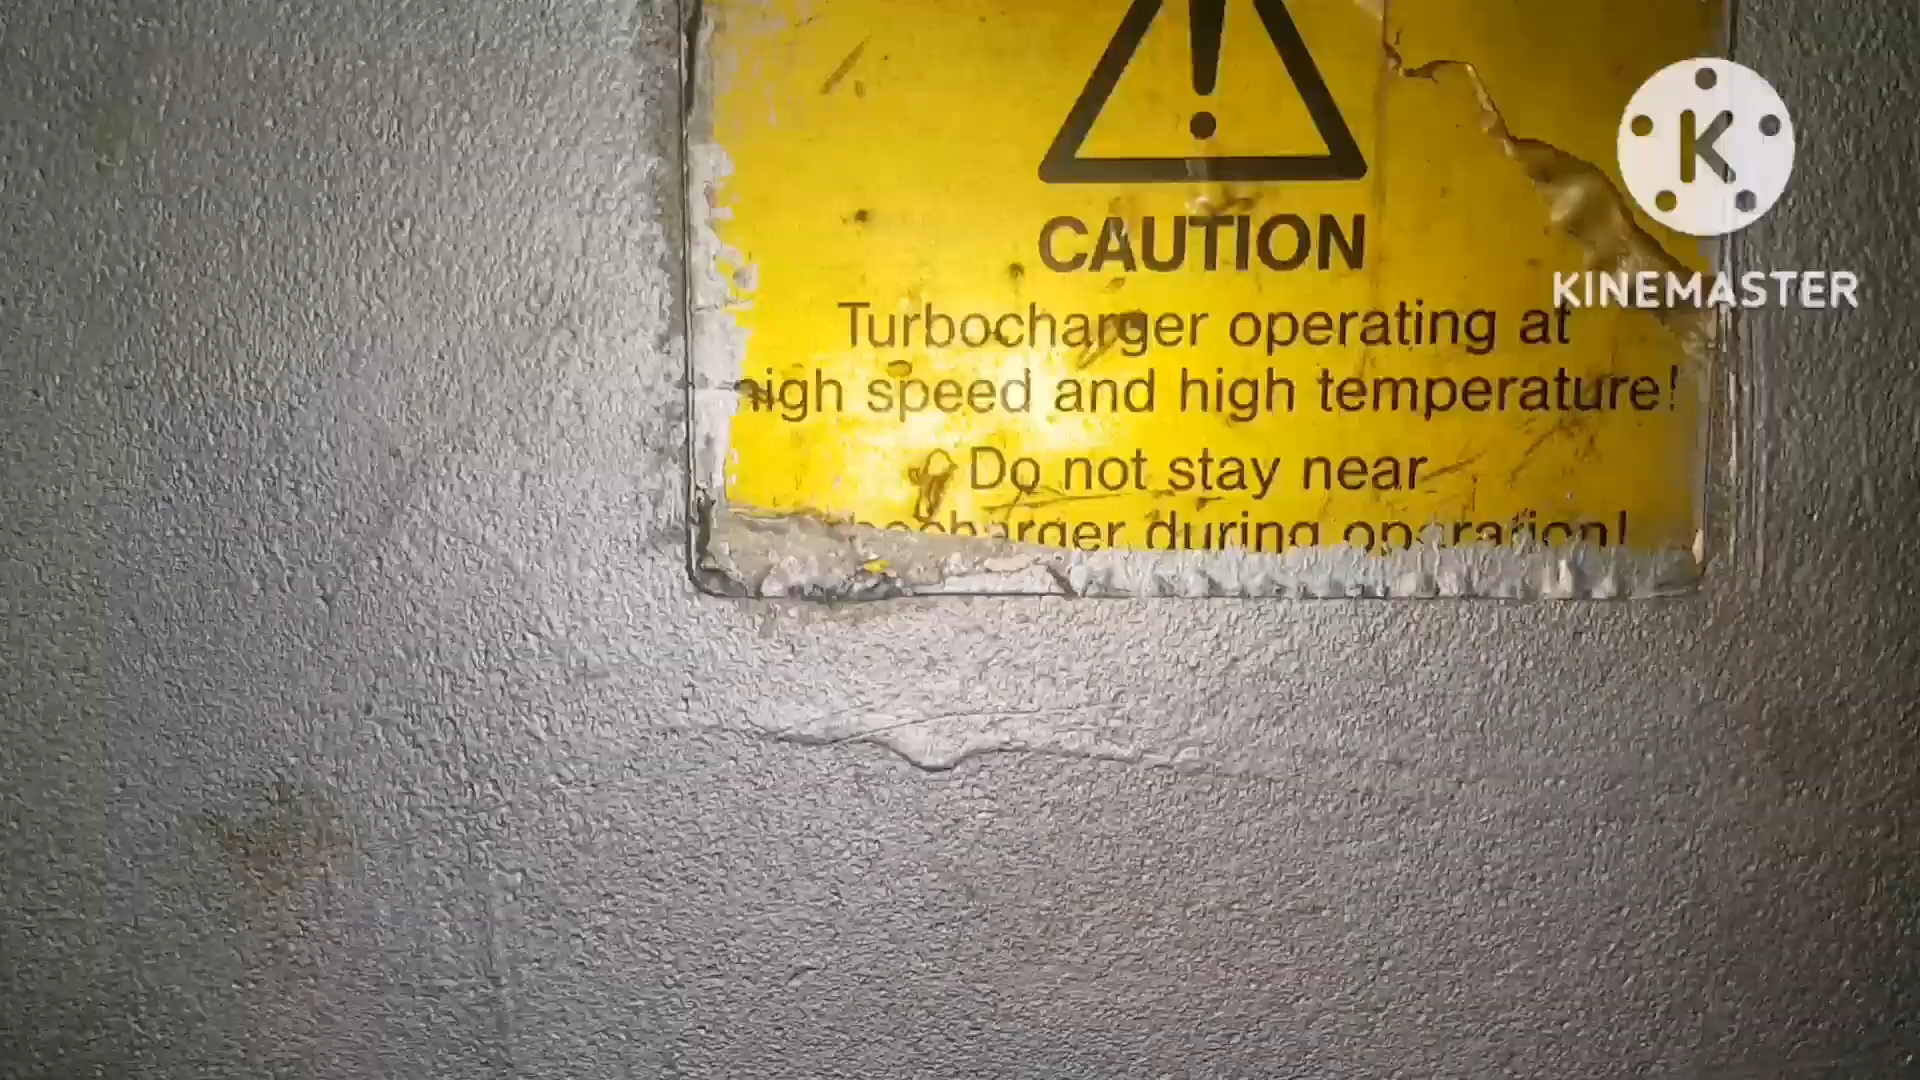 CAUTION
Turbocharger operating at
high speed and high temperature!
Do not stay near
during operation!
K
KINEMASTER